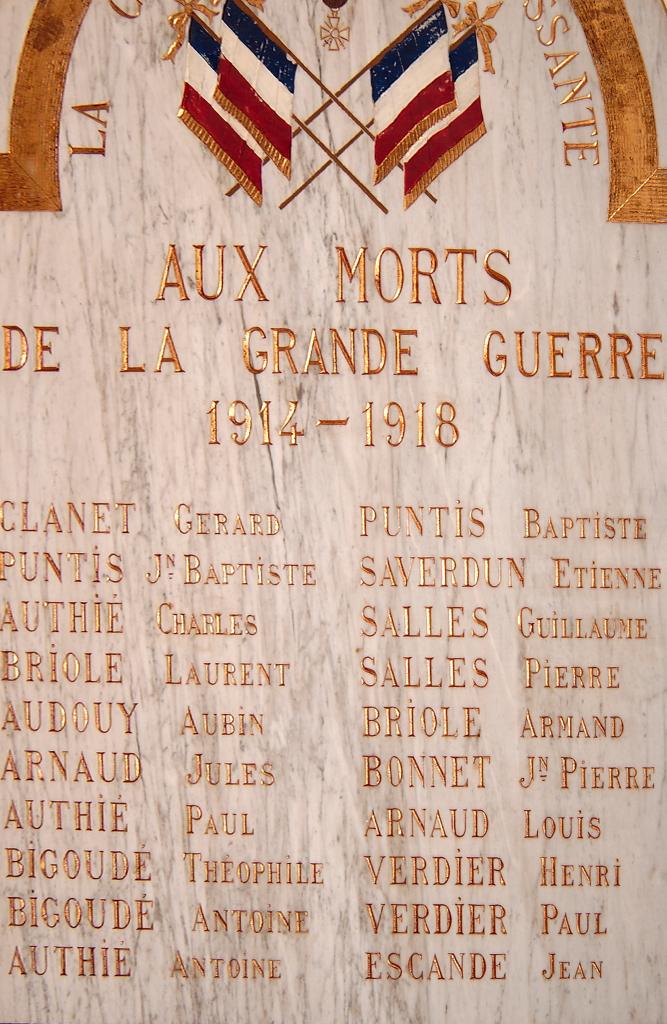 LA
SSANTE
AUX MORTS
DE LA GRANDE GUERRE
1914-1918
CLANET GERARD
PUNTIS JN BAPTISTE
AUTHIÉ CHARLES
BRIOLE LAURENT
AUDOUY AUBIN
ARNAUD JULES
AUTHIÉ PAUL
BIGOUDÉ THÉOPHILE
BIGOUDÉ ANTOINE
AUTHIÉ ANTOINE
PUNTIS BAPTISTE
SAVERDUN ETIENNE
SALLES GUILLAUME
SALLES PIERRE
BRIOLE ARMAND
BONNET JN PIERRE
ARNAUD LOUIS
VERDIER HENRI
VERDIER PAUL
ESCANDE JEAN